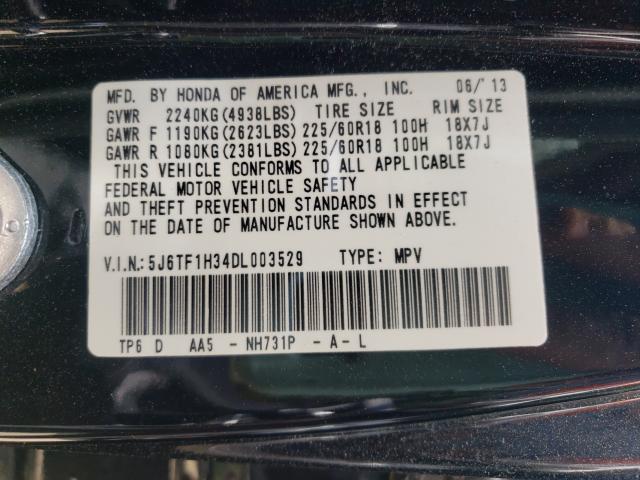 MFD. BY HONDA OF AMERICA MFG., INC. 06/'13
GVWR 2240KG(4938LBS) TIRE SIZE RIM SIZE
GAWR F 1190KG(2623LBS) 225/60R18 100H 18X7J
GAWR R 1080KG(2381LBS) 225/60R18 100H 18X7J
THIS VEHICLE CONFORMS TO ALL APPLICABLE
FEDERAL MOTOR VEHICLE SAFETY
AND THEFT PREVENTION STANDARDS IN EFFECT
ON THE DATE OF MANUFACTURE SHOWN ABOVE.
V.I.N.:5J6TF1H34DL003529 TYPE: MPV
TP6 D AA5 - NH731P - A - L